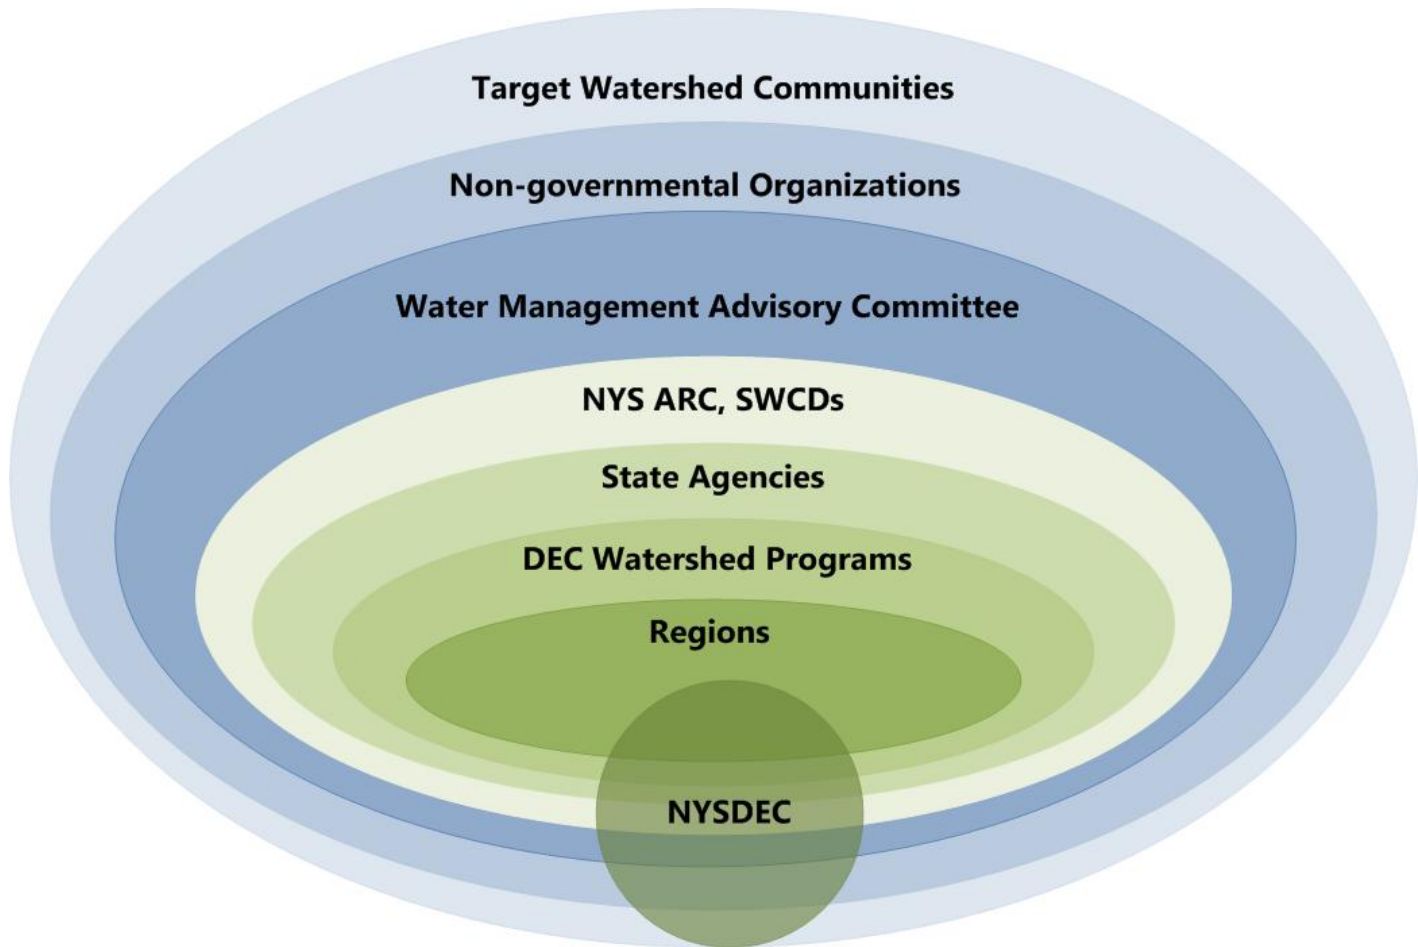 Target Watershed Communities
Non-governmental Organizations
Water Management Advisory Committee
NYS ARC, SWCDs
State Agencies
DEC Watershed Programs
Regions
NYSDEC